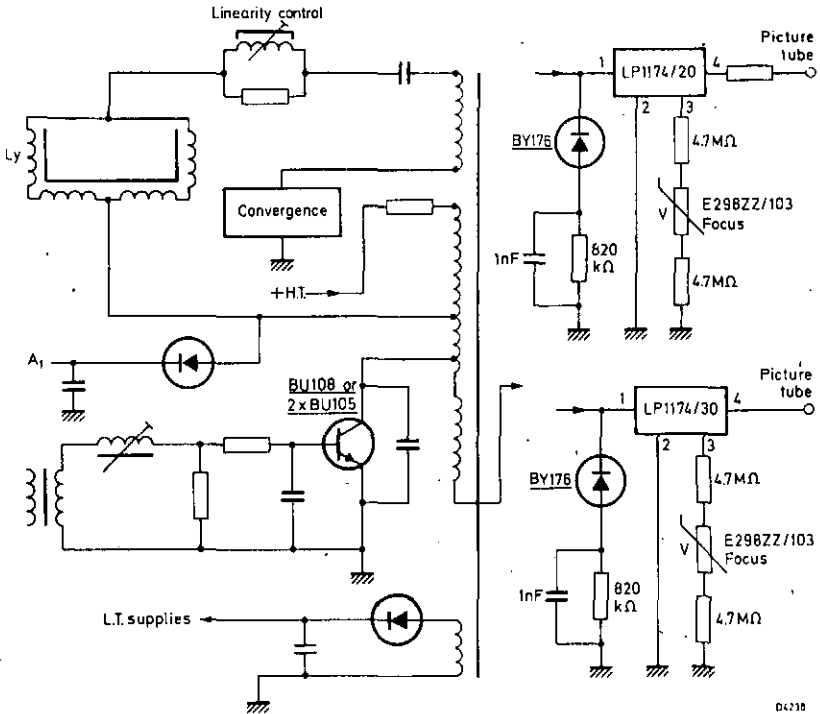 Linearity control
Ly
Convergence
+H.T.
A1
BU108 or
2xBU105
L.T. supplies
1
LP1174/20
4
Picture
tube
2
3
BY176
4.7MΩ
V
E298ZZ/103
Focus
1nF
820
kΩ
4.7MΩ
1
LP1174/30
4
Picture
tube
2
3
BY176
4.7MΩ
V
E298ZZ/103
Focus
1nF
820
kΩ
4.7MΩ
D4238